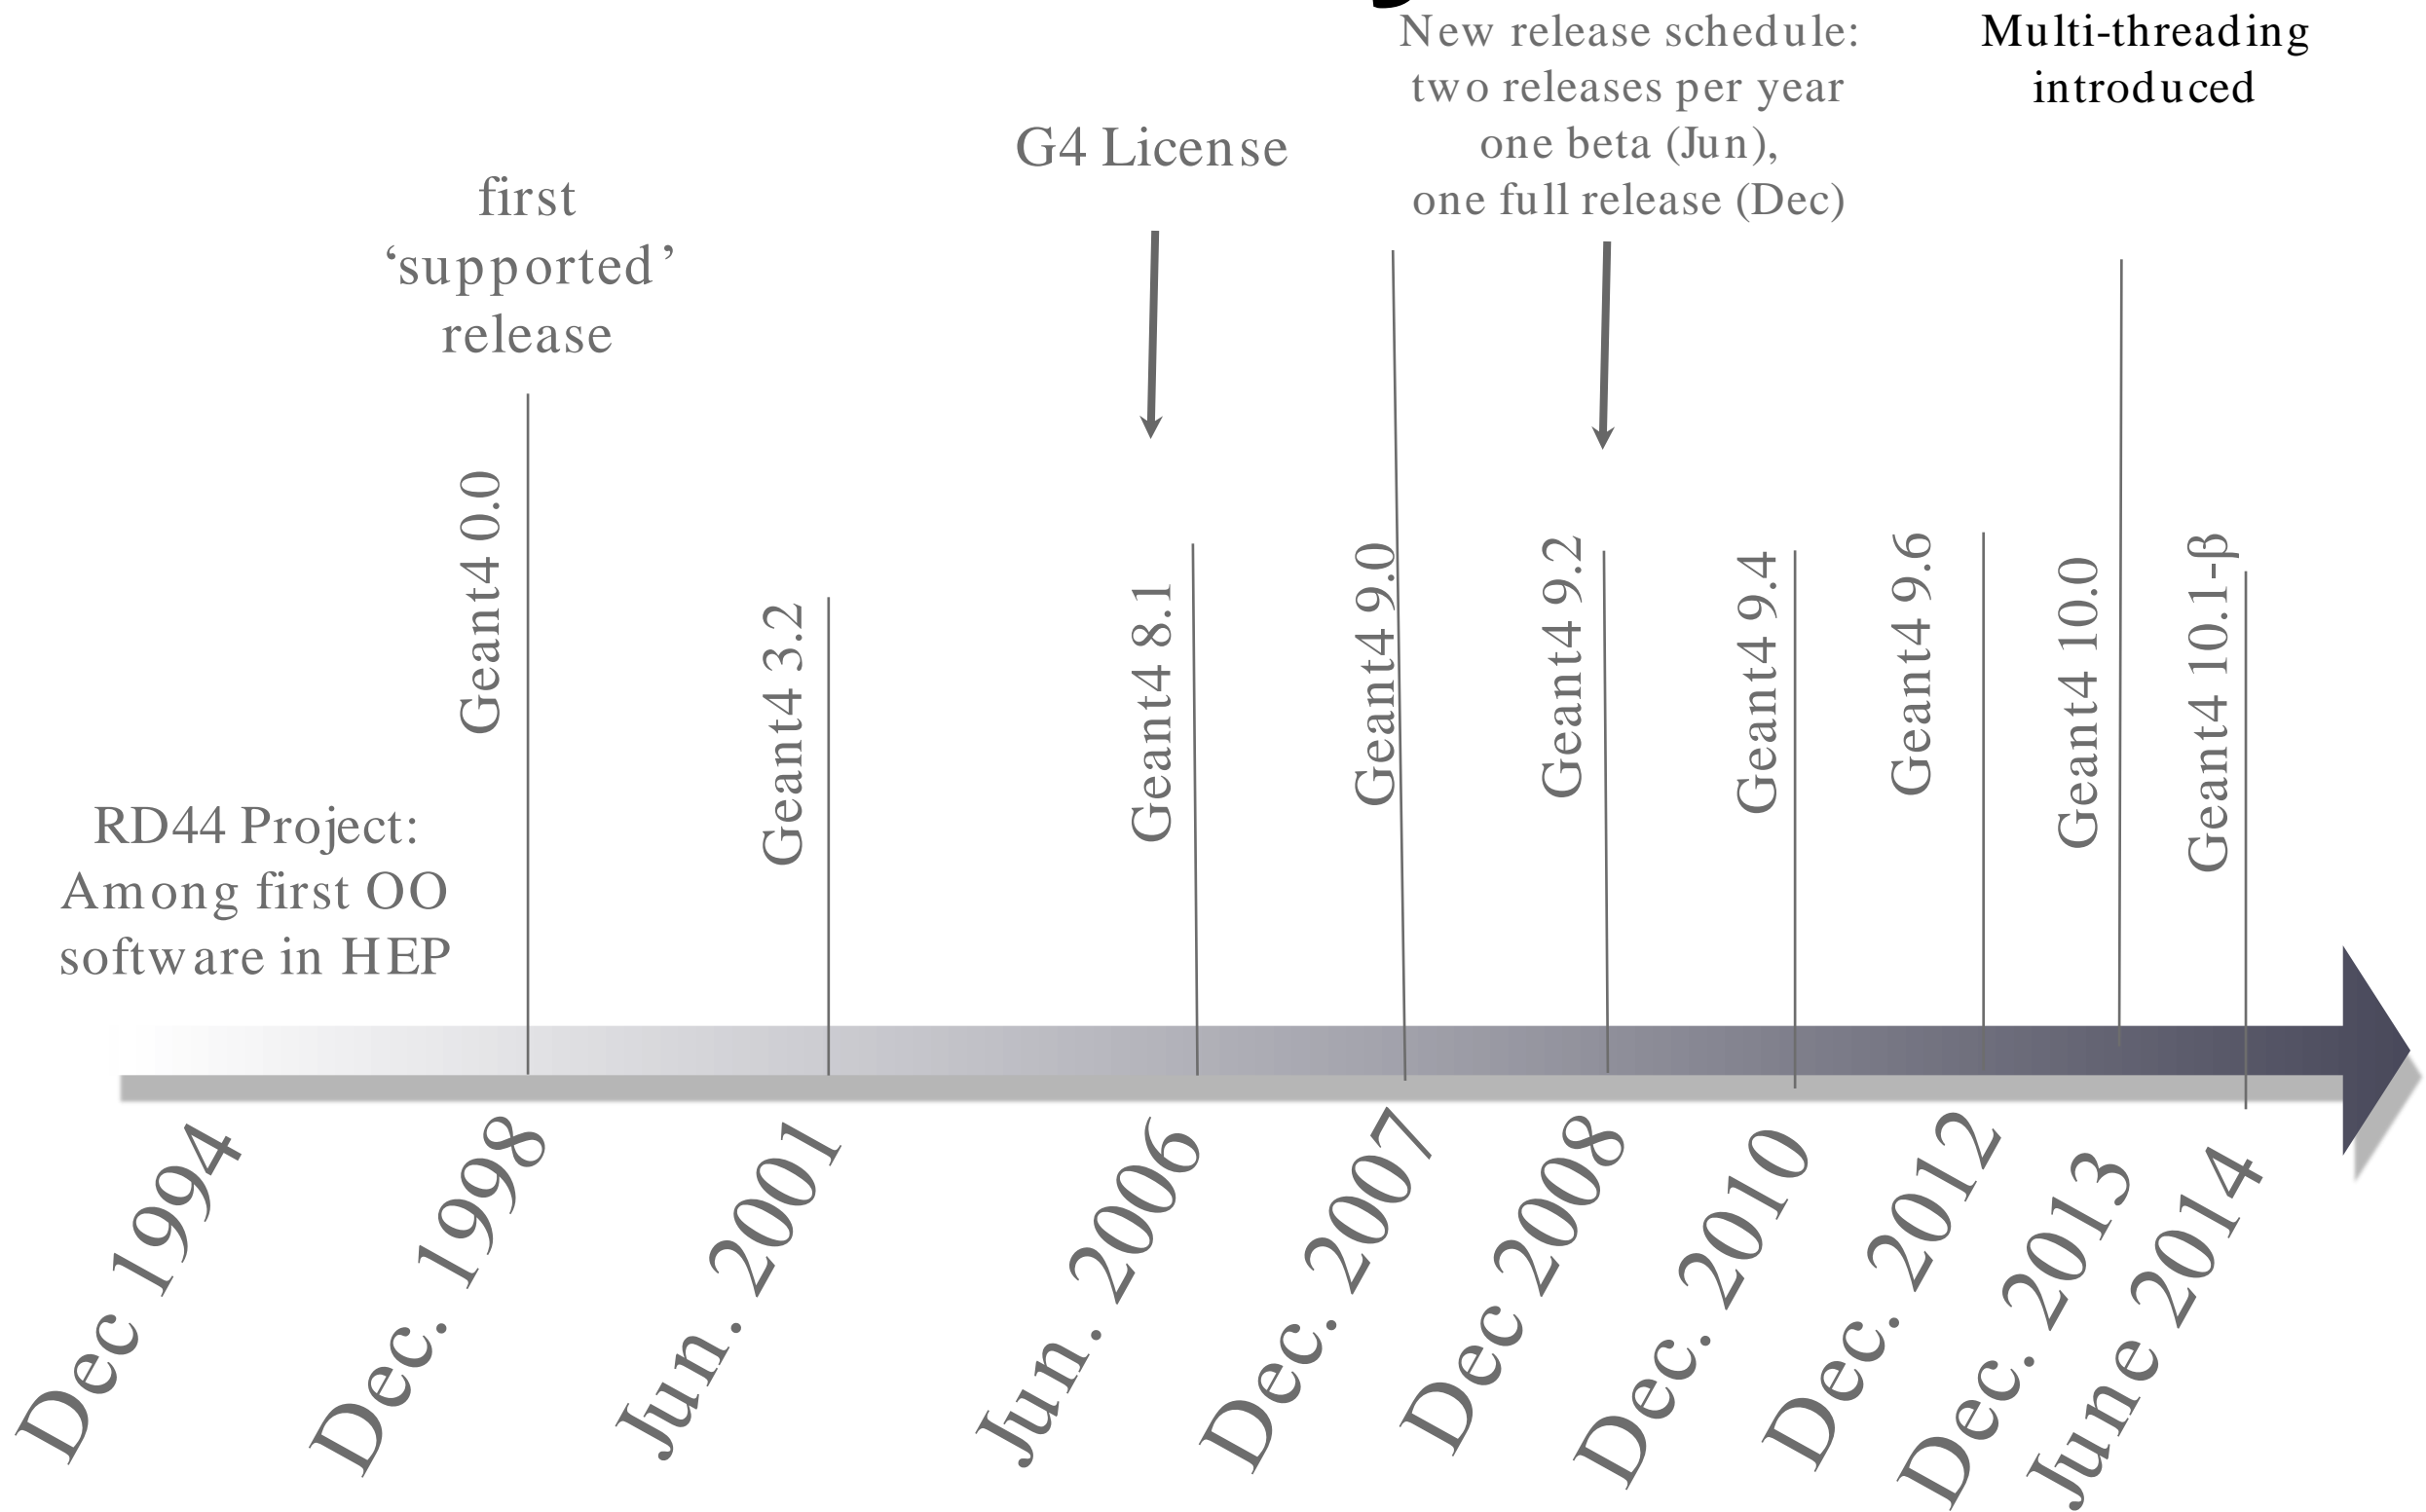 New release schedule:
two releases per year
one beta (Jun),
one full release (Dec)
Multi-threading
introduced
G4 License
first
‘supported’
release
Geant4 0.0
Geant4 3.2
Geant4 8.1
Geant4 9.0
Geant4 9.2
Geant4 9.4
Geant4 9.6
Geant4 10.0
Geant4 10.1-β
RD44 Project:
Among first OO
software in HEP
Dec 1994
Dec. 1998
Jun. 2001
Jun. 2006
Dec. 2007
Dec 2008
Dec. 2010
Dec. 2012
Dec. 2013
June 2014